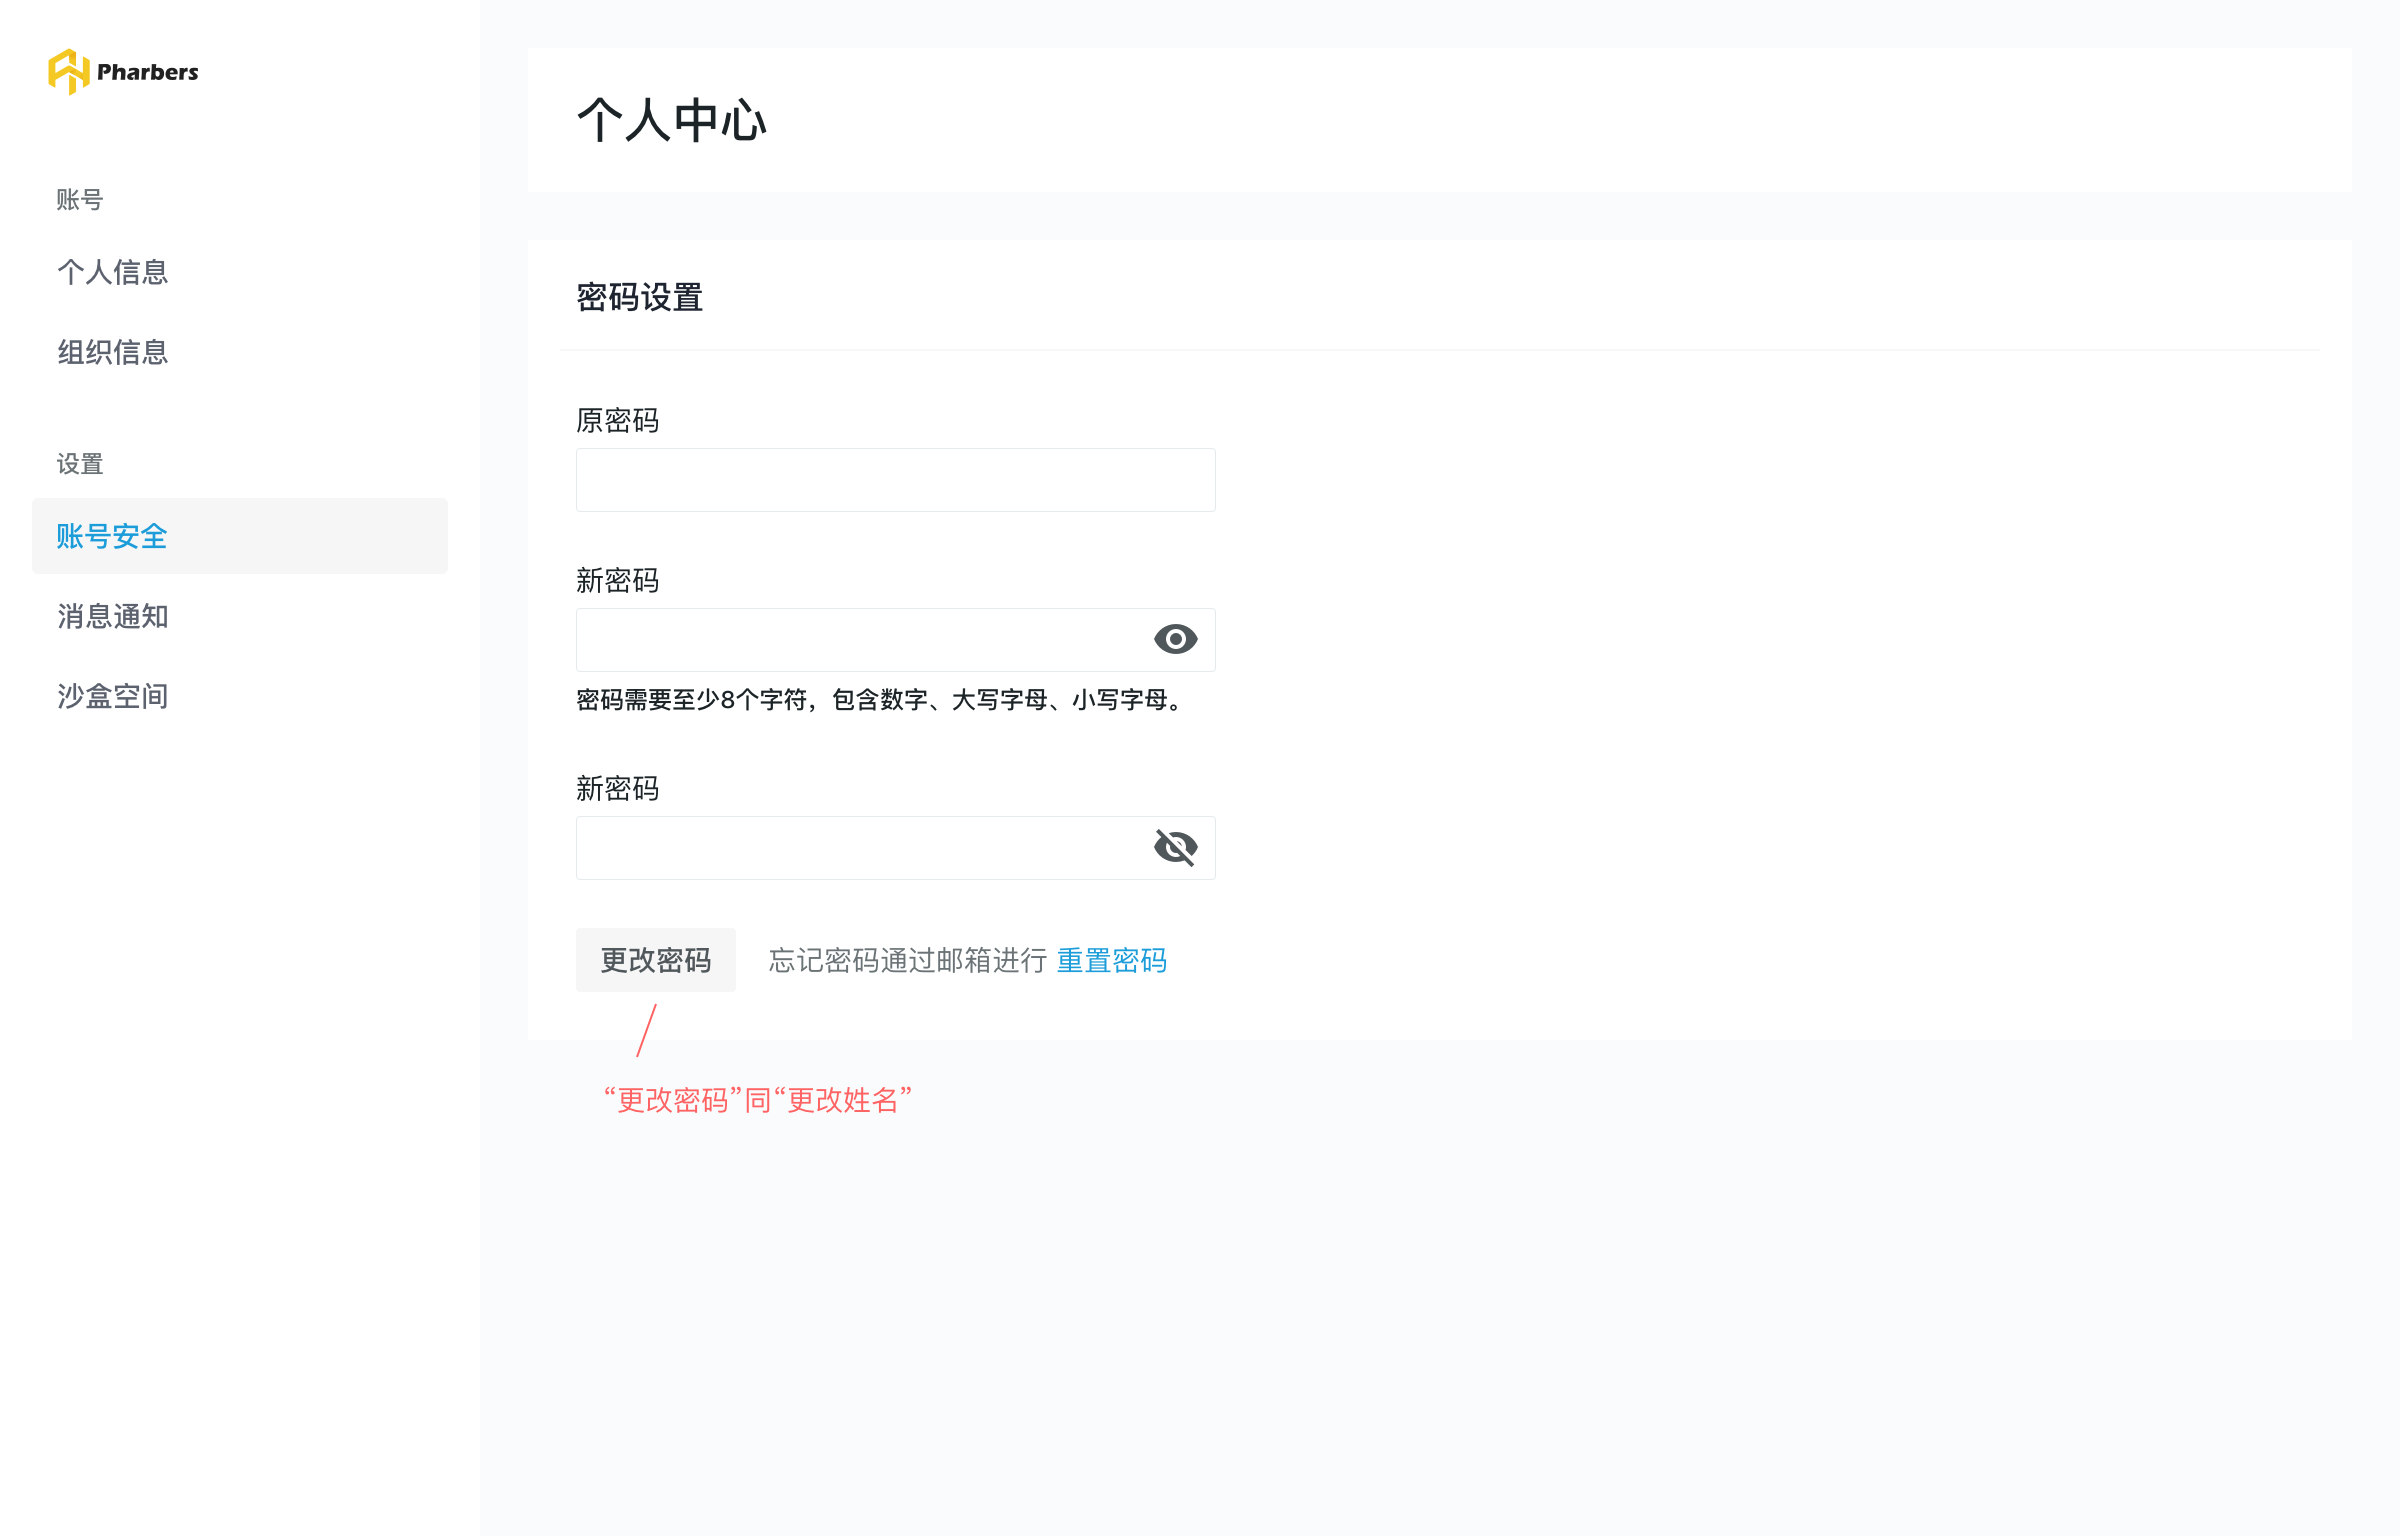 Pharbers
账号
个人信息
组织信息
设置
账号安全
消息通知
沙盒空间
个人中心
密码设置
原密码
新密码
密码需要至少8个字符，包含数字、大写字母、小写字母。
新密码
更改密码
忘记密码通过邮箱进行 重置密码
“更改密码”同“更改姓名”